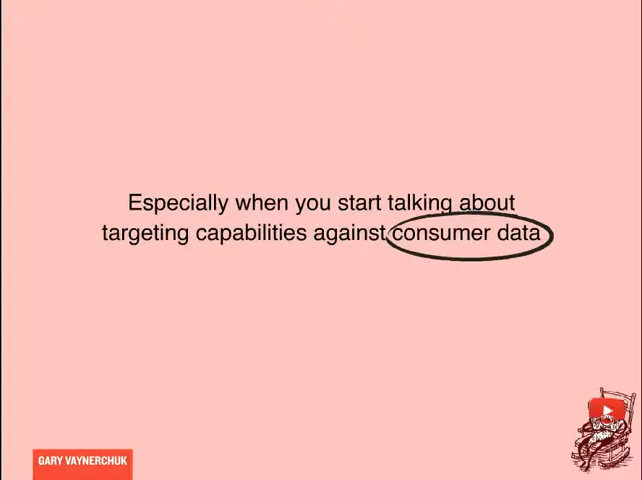 Especially when you start talking about
targeting capabilities against consumer data
GARY VAYNERCHUK